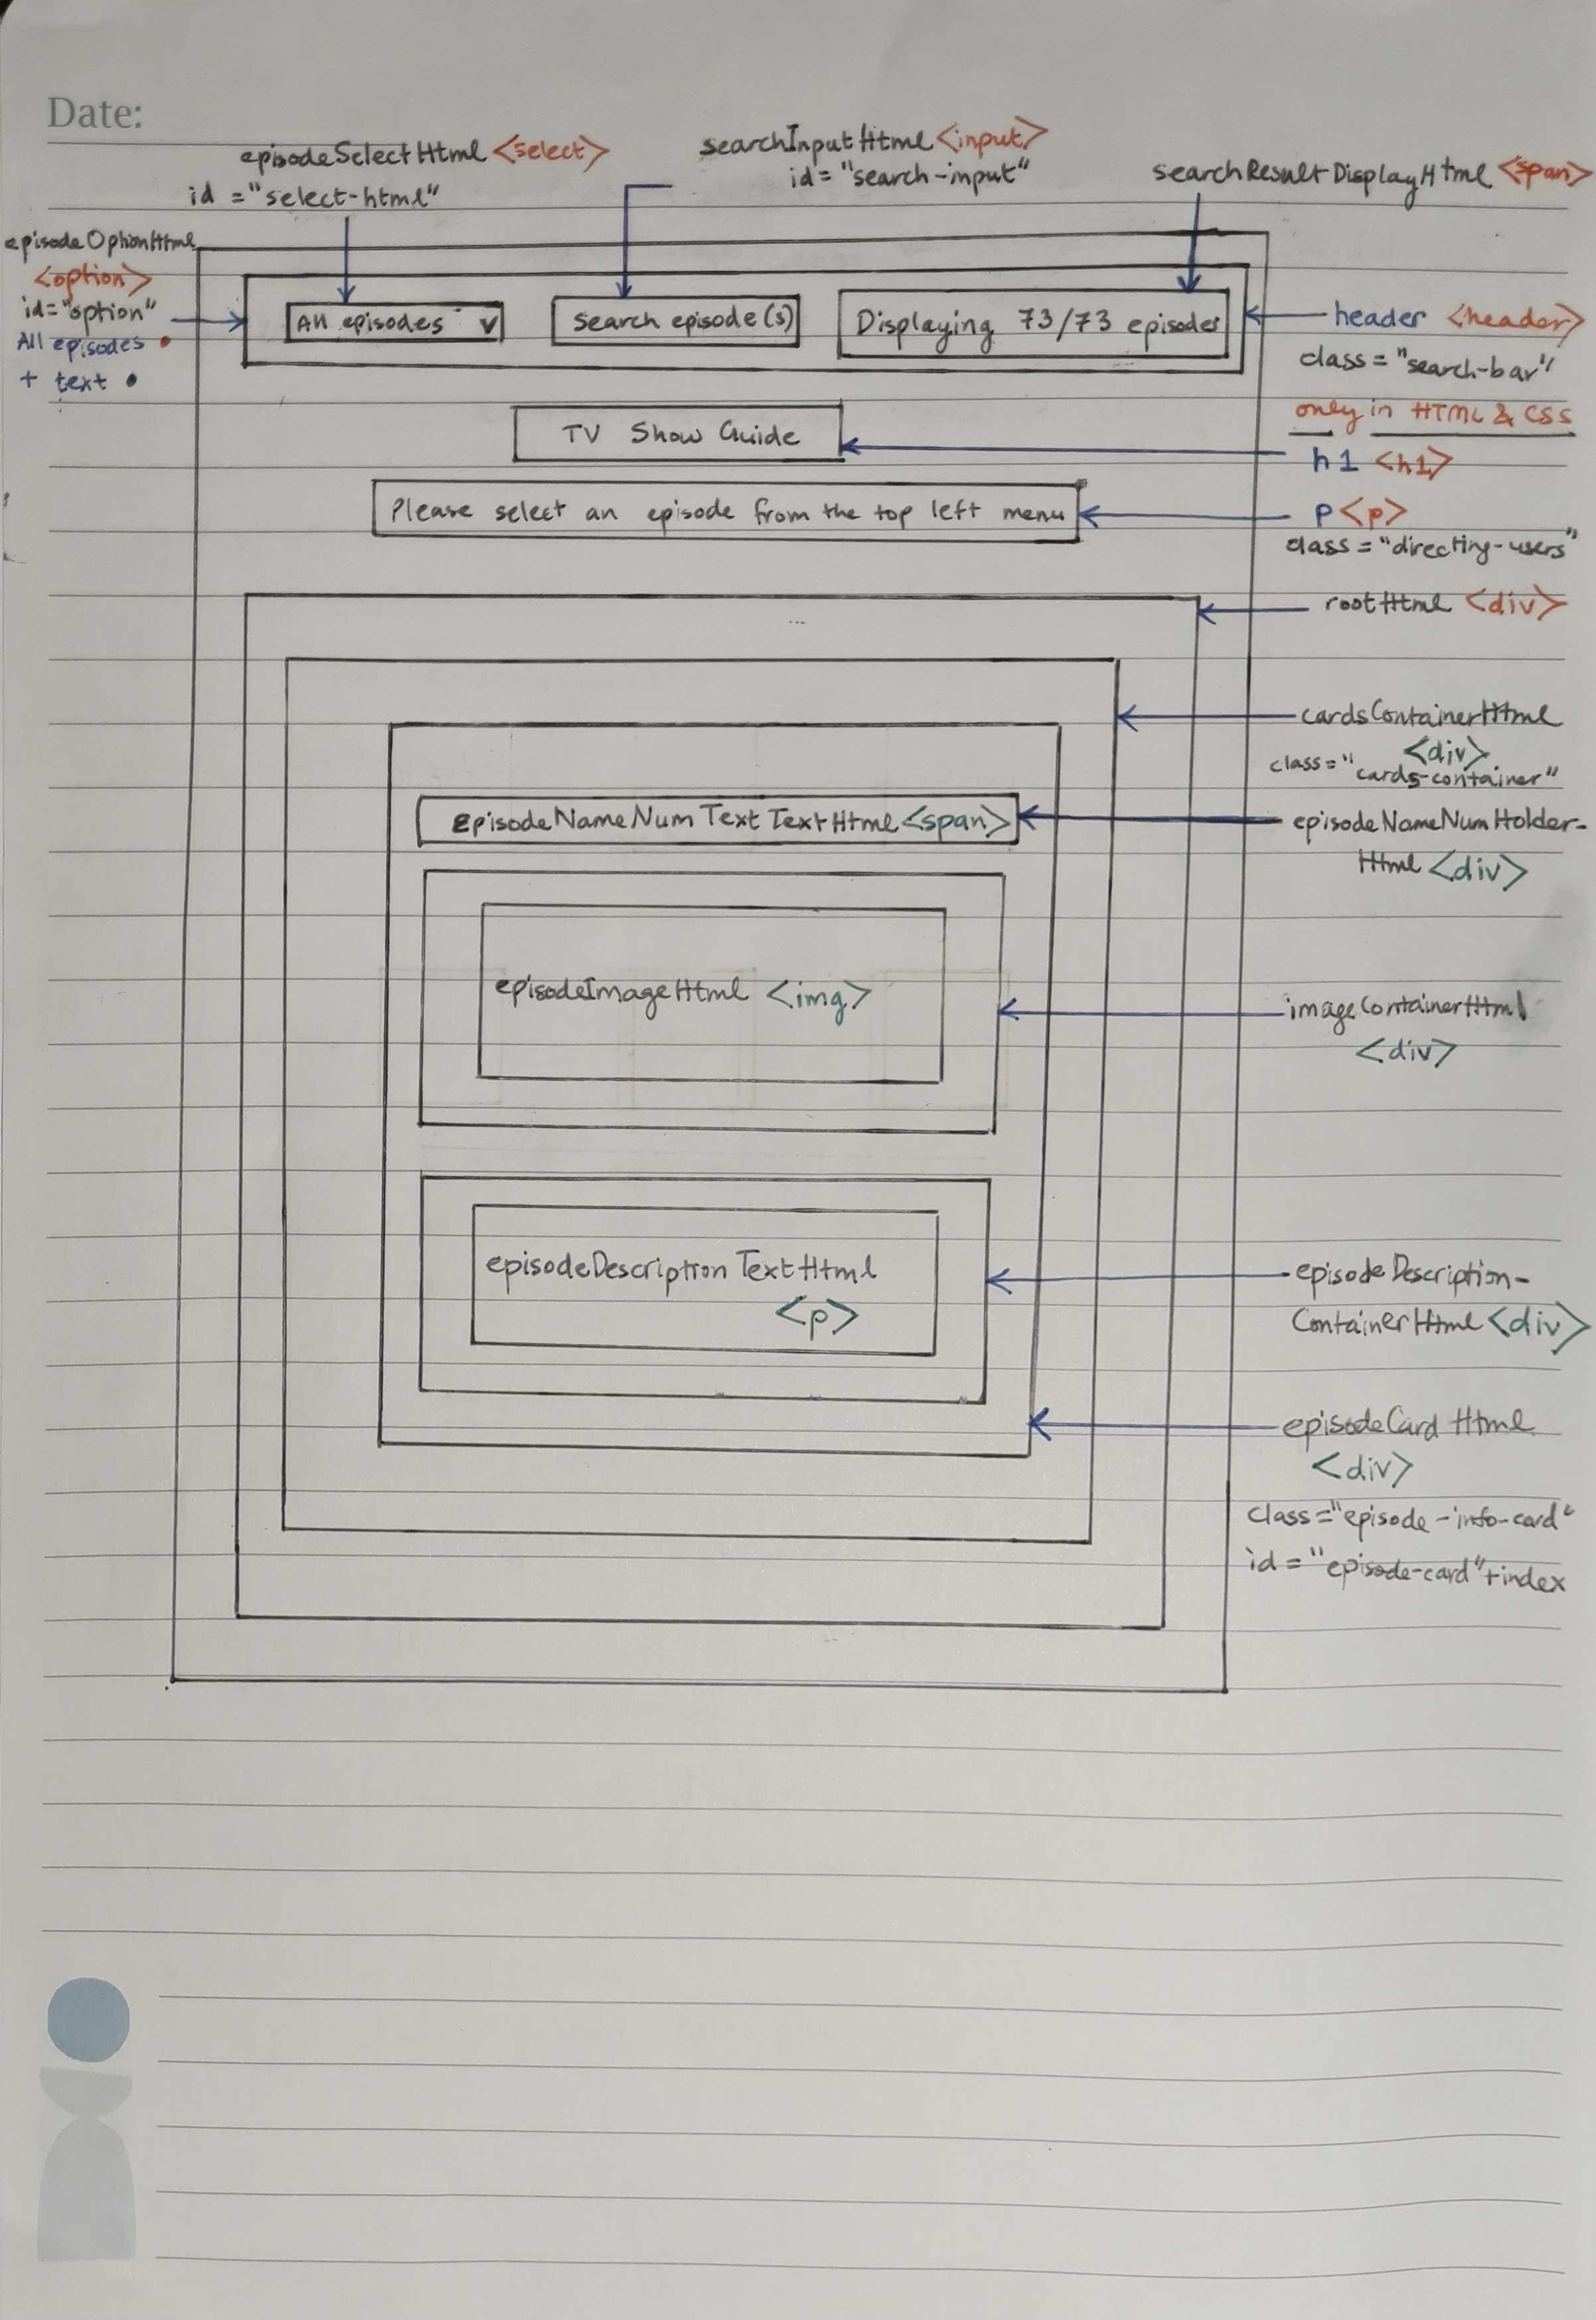 Date:
episodeSelectHtml <select>
id ="select-html"
searchInputHtml <input>
id= "search-input"
searchResultDisplayHtml <span>
episodeOptionHtml
<option>
id="option"
All episodes
+ text
All episodes v
Search episode(s)
Displaying 73/73 episodes
header <header>
class= "search-bar"
only in HTML & CSS
TV Show Guide
h1 <h1>
Please select an episode from the top left menu
p <p>
class = "directing-users"
rootHtml <div>
cardsContainerHtml
<div>
class="cards-container"
EpisodeNameNumTextTextHtml <span>
episodeNameNumHolder-
Html <div>
episodeImageHtml <img>
imageContainerHtml
<div>
episodeDescriptionTextHtml
<p>
episodeDescription-
ContainerHtml <div>
episodeCardHtml
<div>
class="episode-info-card"
id = "episode-card"+index